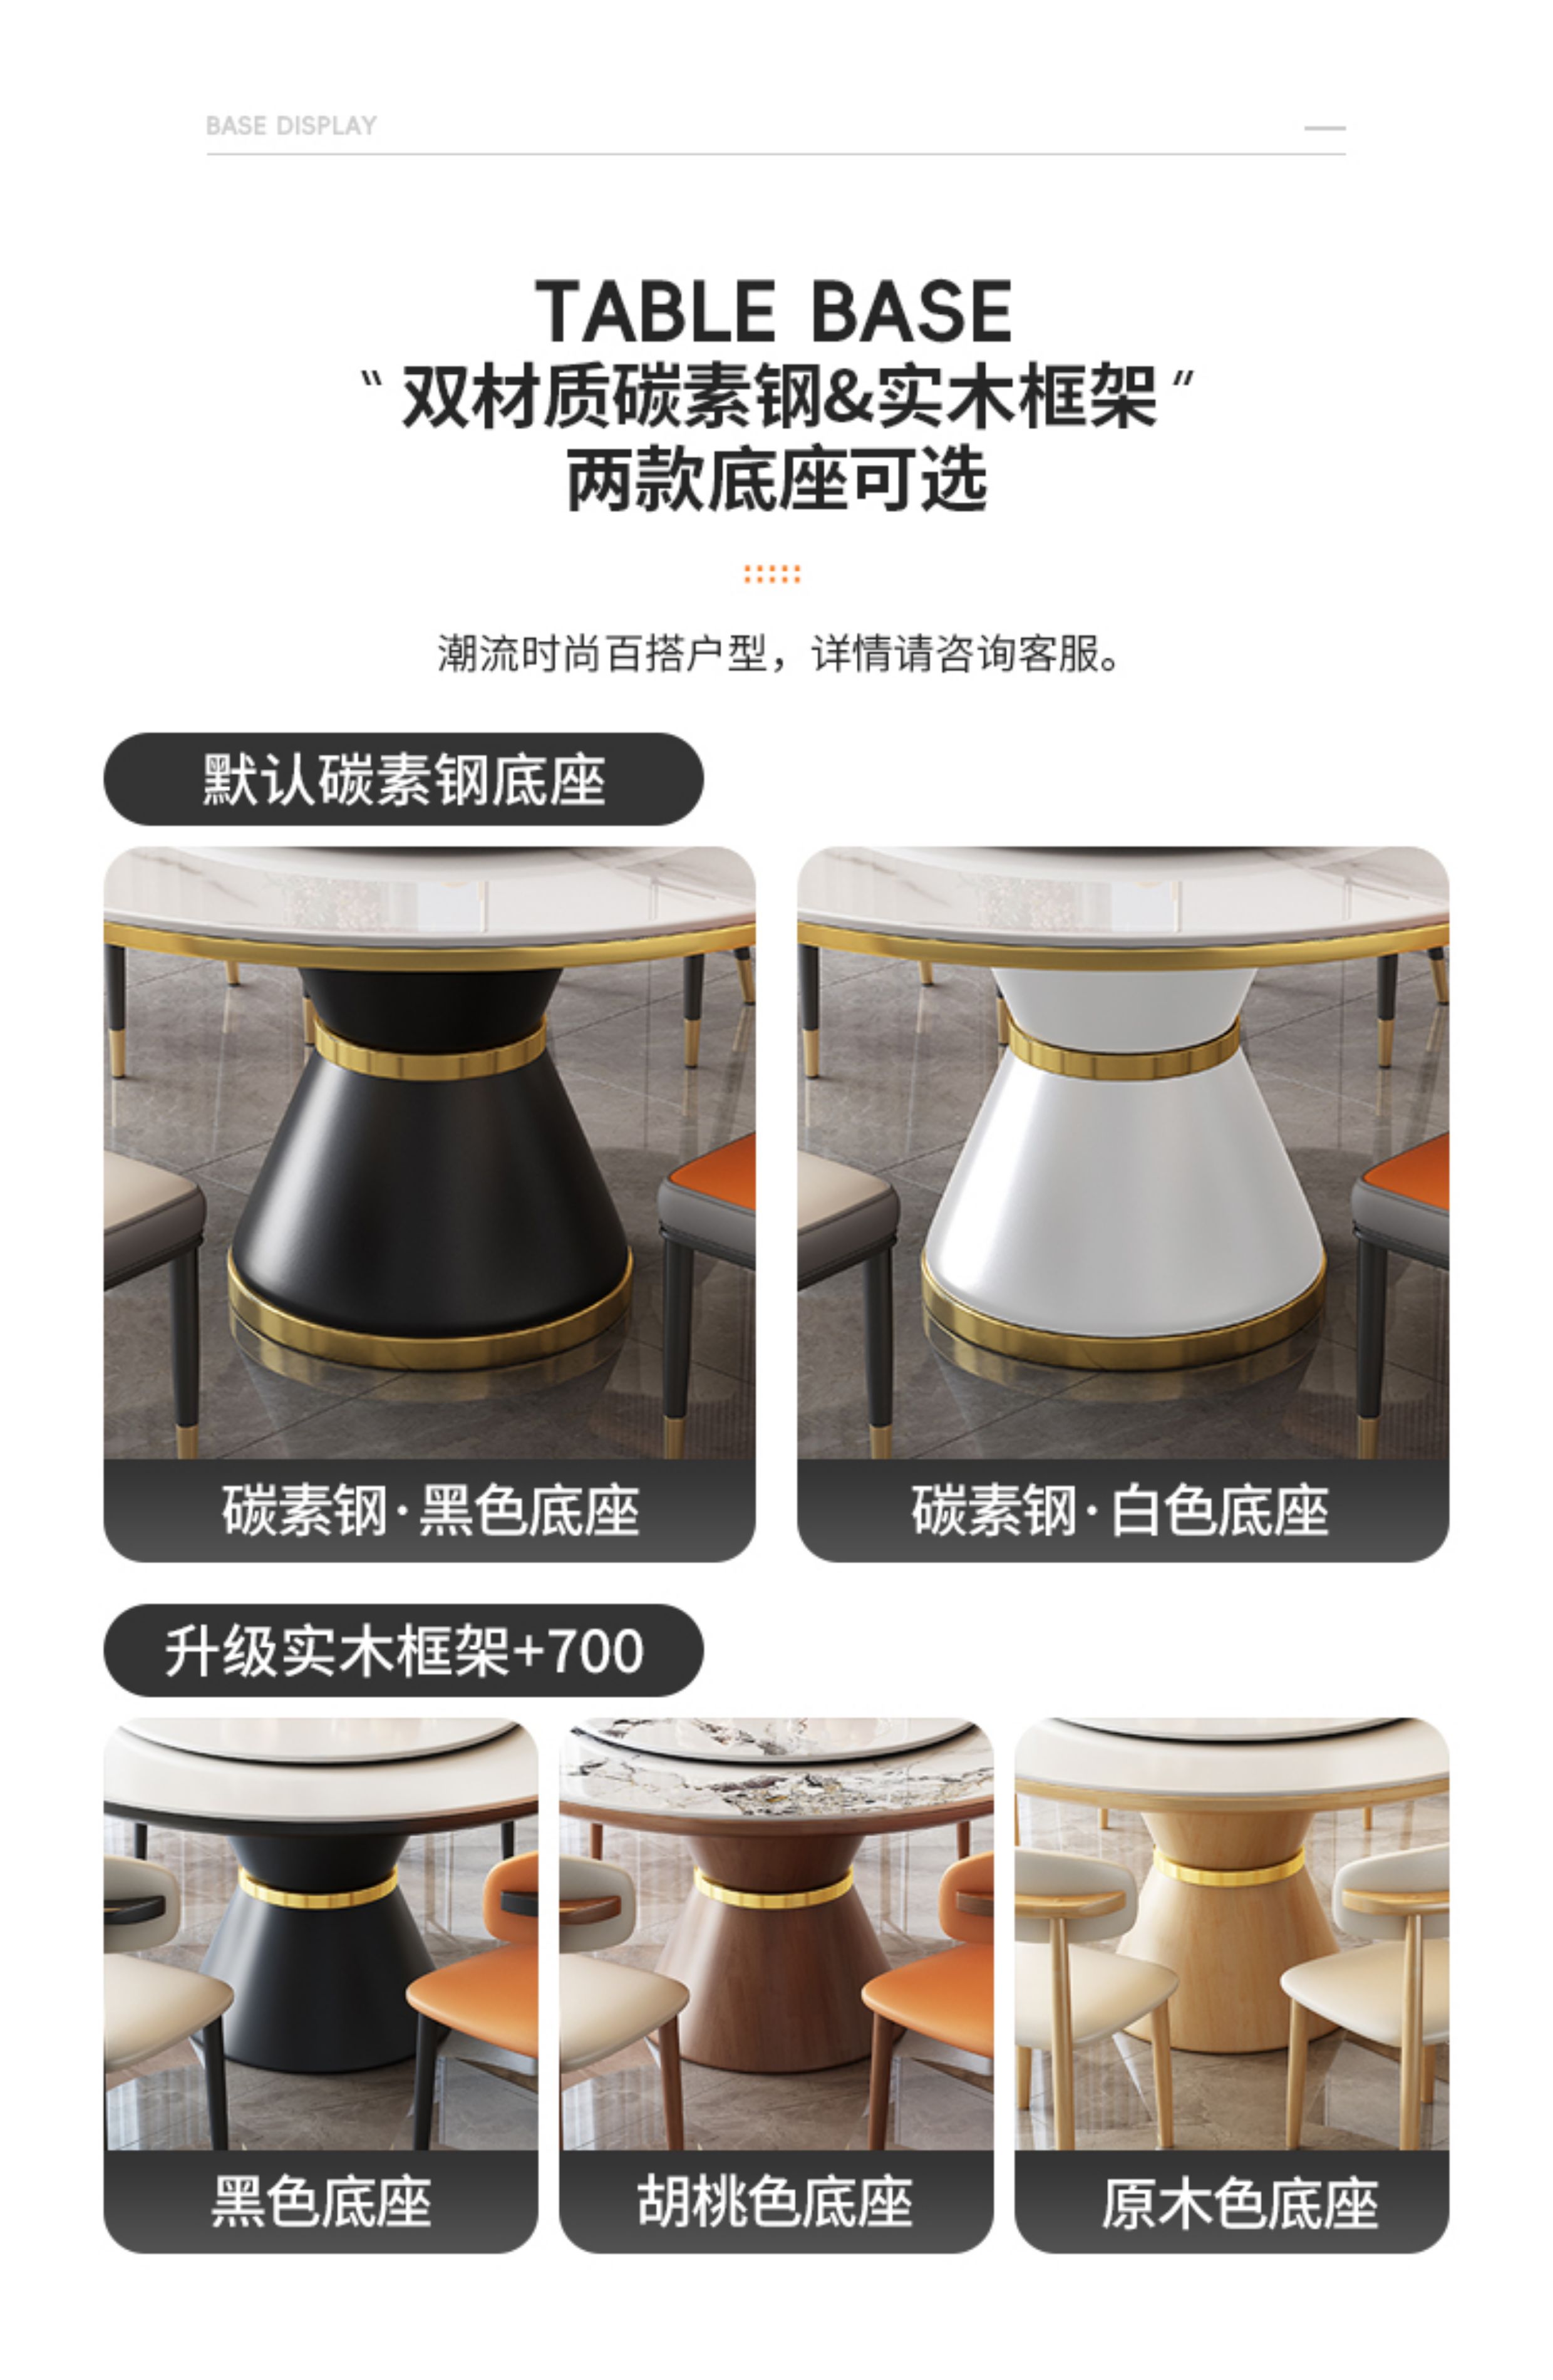 BASE DISPLAY
TABLE BASE
“双材质碳素钢&实木框架”
两款底座可选
潮流时尚百搭户型，详情请咨询客服。
默认碳素钢底座
碳素钢·黑色底座
碳素钢·白色底座
升级实木框架+700
黑色底座
胡桃色底座
原木色底座